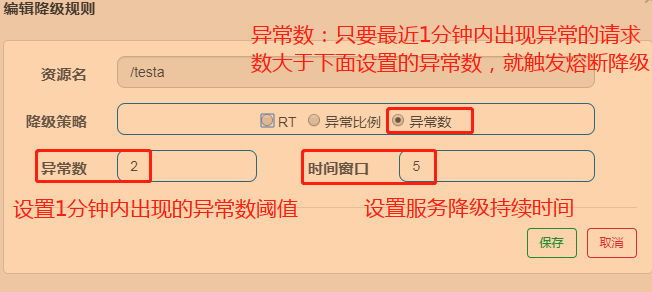 编辑降级规则
异常数：只要最近1分钟内出现异常的请求
数大于下面设置的异常数，就触发熔断降级
资源名 /testa
降级策略 RT 异常比例 异常数
异常数 2 时间窗口 5
设置1分钟内出现的异常数阈值 设置服务降级持续时间
保存 取消